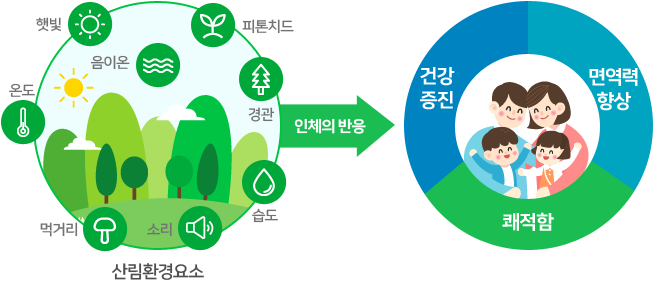 햇빛
피톤치드
음이온
온도
경관
인체의 반응
습도
먹거리
소리
산림환경요소
건강
증진
면역력
향상
쾌적함